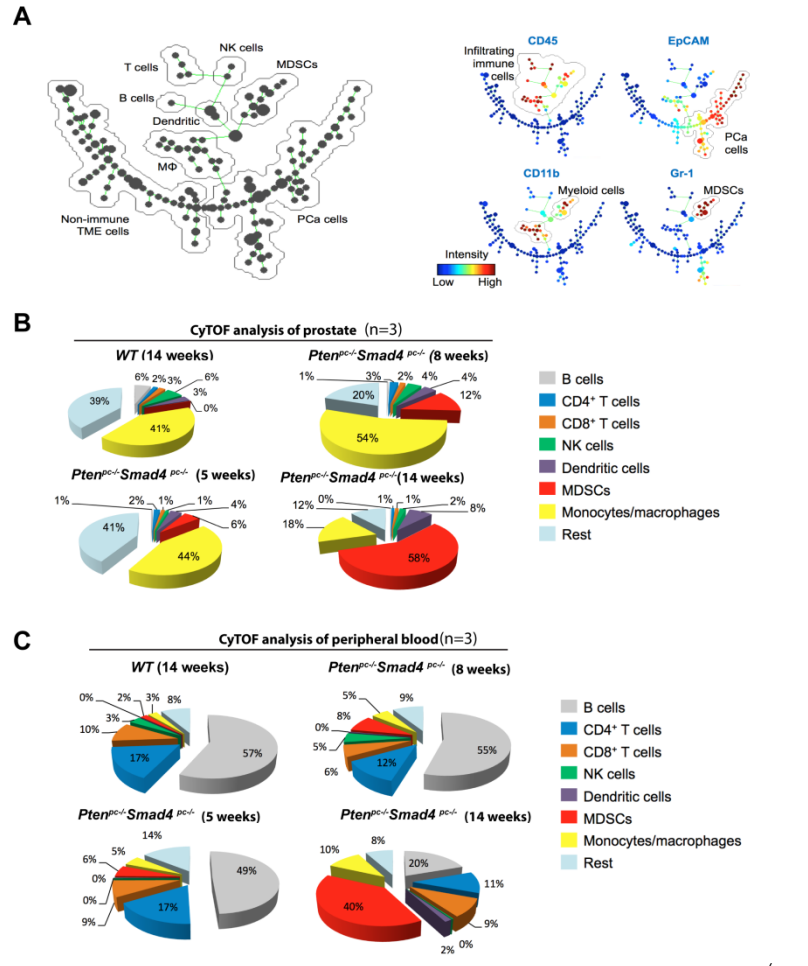 A
T cells
NK cells
MDSCs
B cells
Dendritic
MΦ
Non-immune
TME cells
PCa cells
CD45
Infiltrating
immune
cells
EpCAM
PCa
cells
CD11b
Myeloid cells
Gr-1
MDSCs
Intensity
Low High
B
CyTOF analysis of prostate (n=3)
WT (14 weeks)
6% 2% 3% 6%
3%
0%
39%
41%
Pten pc-/- Smad4 pc-/- (8 weeks)
1% 3% 2% 4% 4%
12%
20%
54%
Pten pc-/- Smad4 pc-/- (5 weeks)
1% 2% 1% 1% 4%
6%
41%
44%
Pten pc-/- Smad4 pc-/- (14 weeks)
0% 1% 1% 2%
12% 8%
18%
58%
B cells
CD4+ T cells
CD8+ T cells
NK cells
Dendritic cells
MDSCs
Monocytes/macrophages
Rest
C
CyTOF analysis of peripheral blood (n=3)
WT (14 weeks)
0% 2% 3% 8%
3%
10%
17%
57%
Pten pc-/- Smad4 pc-/- (8 weeks)
5% 9%
8%
0%
5%
6%
12%
55%
Pten pc-/- Smad4 pc-/- (5 weeks)
14%
5%
6%
0%
0%
9%
17%
49%
Pten pc-/- Smad4 pc-/- (14 weeks)
8%
10%
20%
11%
40%
9%
0%
2%
B cells
CD4+ T cells
CD8+ T cells
NK cells
Dendritic cells
MDSCs
Monocytes/macrophages
Rest